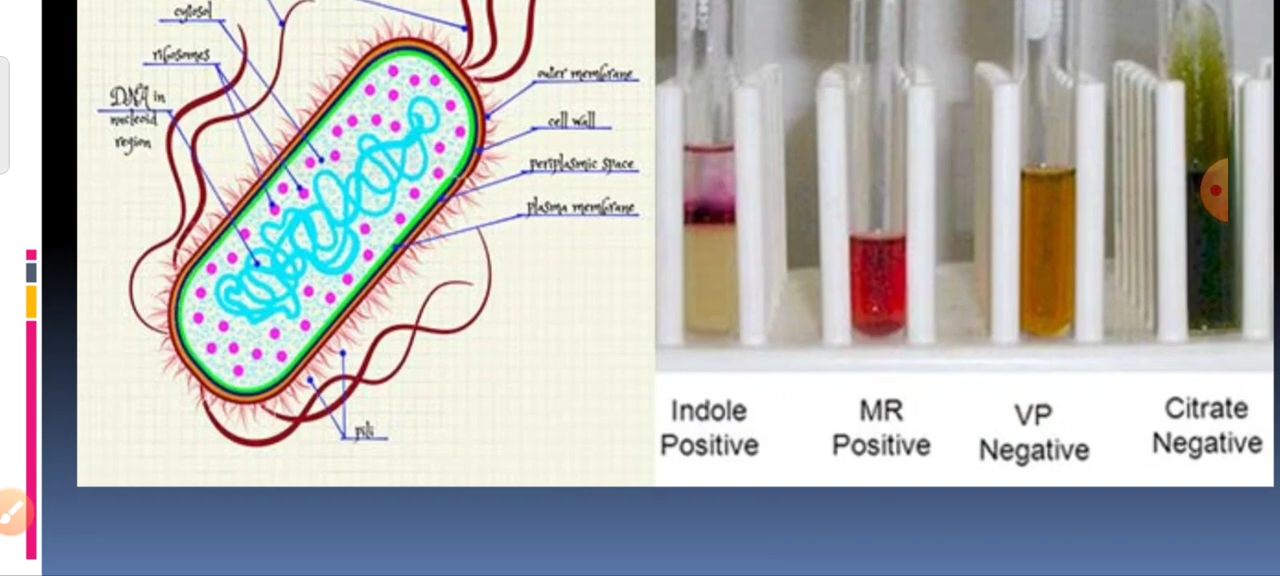 cytosol
ribosomes
DNA in
nucleoid
region
outer membrane
cell wall
periplasmic space
plasma membrane
pili
Indole
Positive
MR
Positive
VP
Negative
Citrate
Negative